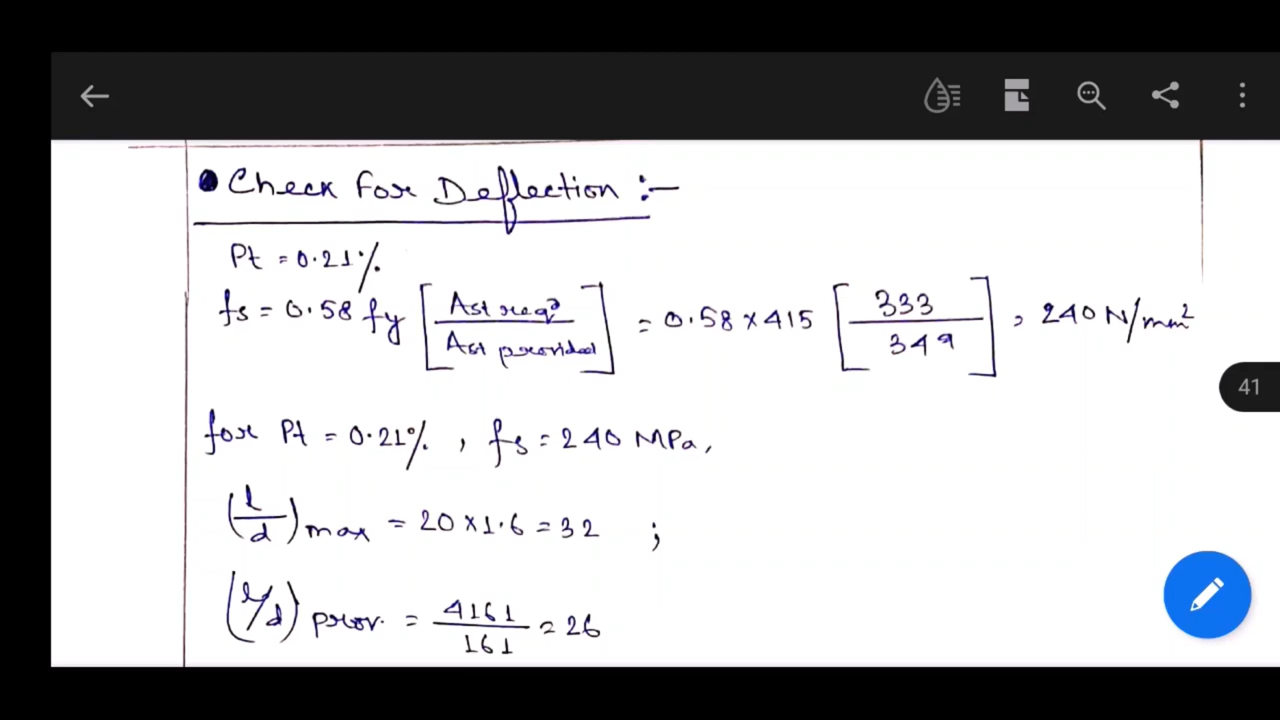 Check for Deflection :-
Pt = 0.21%
fs = 0.58 fy [Ast reqd / Ast provided] = 0.58 × 415 [333 / 349] = 240 N/mm²
41
for Pt = 0.21%, fs = 240 MPa,
(l/d) max = 20 × 1.6 = 32 ;
(l/d) prov. = 4161 / 161 = 26